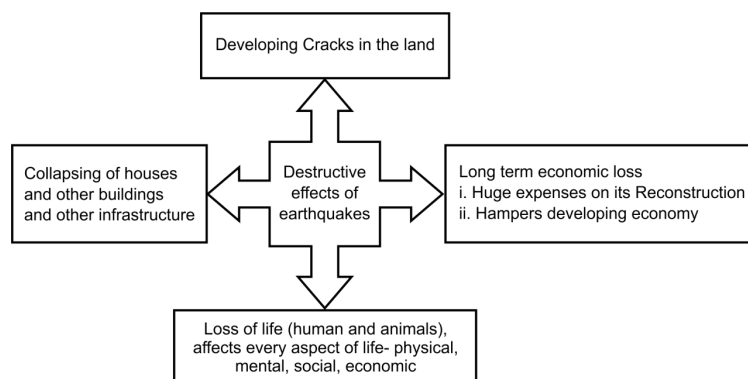 Developing Cracks in the land
Collapsing of houses
and other buildings
and other infrastructure
Destructive
effects of
earthquakes
Long term economic loss
i. Huge expenses on its Reconstruction
ii. Hampers developing economy
Loss of life (human and animals),
affects every aspect of life- physical,
mental, social, economic